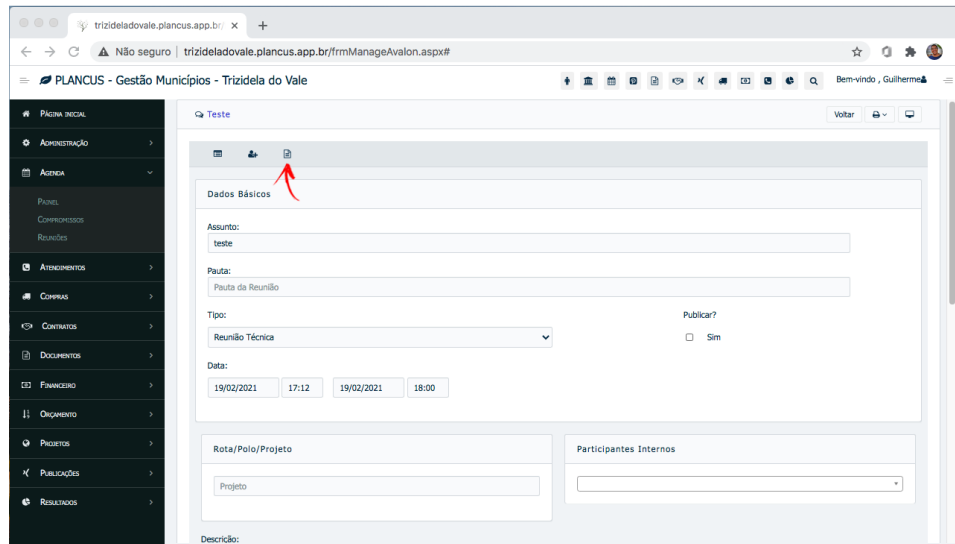 trizideladovale.plancus.app.br/
Não seguro | trizideladovale.plancus.app.br/frmManageAvalon.aspx#
PLANCUS - Gestão Municípios - Trizidela do Vale
Bem-vindo , Guilherme
PÁGINA INICIAL
ADMINISTRAÇÃO
AGENDA
PAINEL
COMPROMISSOS
REUNIÕES
ATENDIMENTOS
COMPRAS
CONTRATOS
DOCUMENTOS
FINANCEIRO
ORÇAMENTO
PROJETOS
PUBLICAÇÕES
RESULTADOS
Teste
Voltar
Dados Básicos
Assunto:
teste
Pauta:
Pauta da Reunião
Tipo:
Publicar?
Reunião Técnica
Sim
Data:
19/02/2021 17:12 19/02/2021 18:00
Rota/Polo/Projeto
Participantes Internos
Projeto
Descrição: